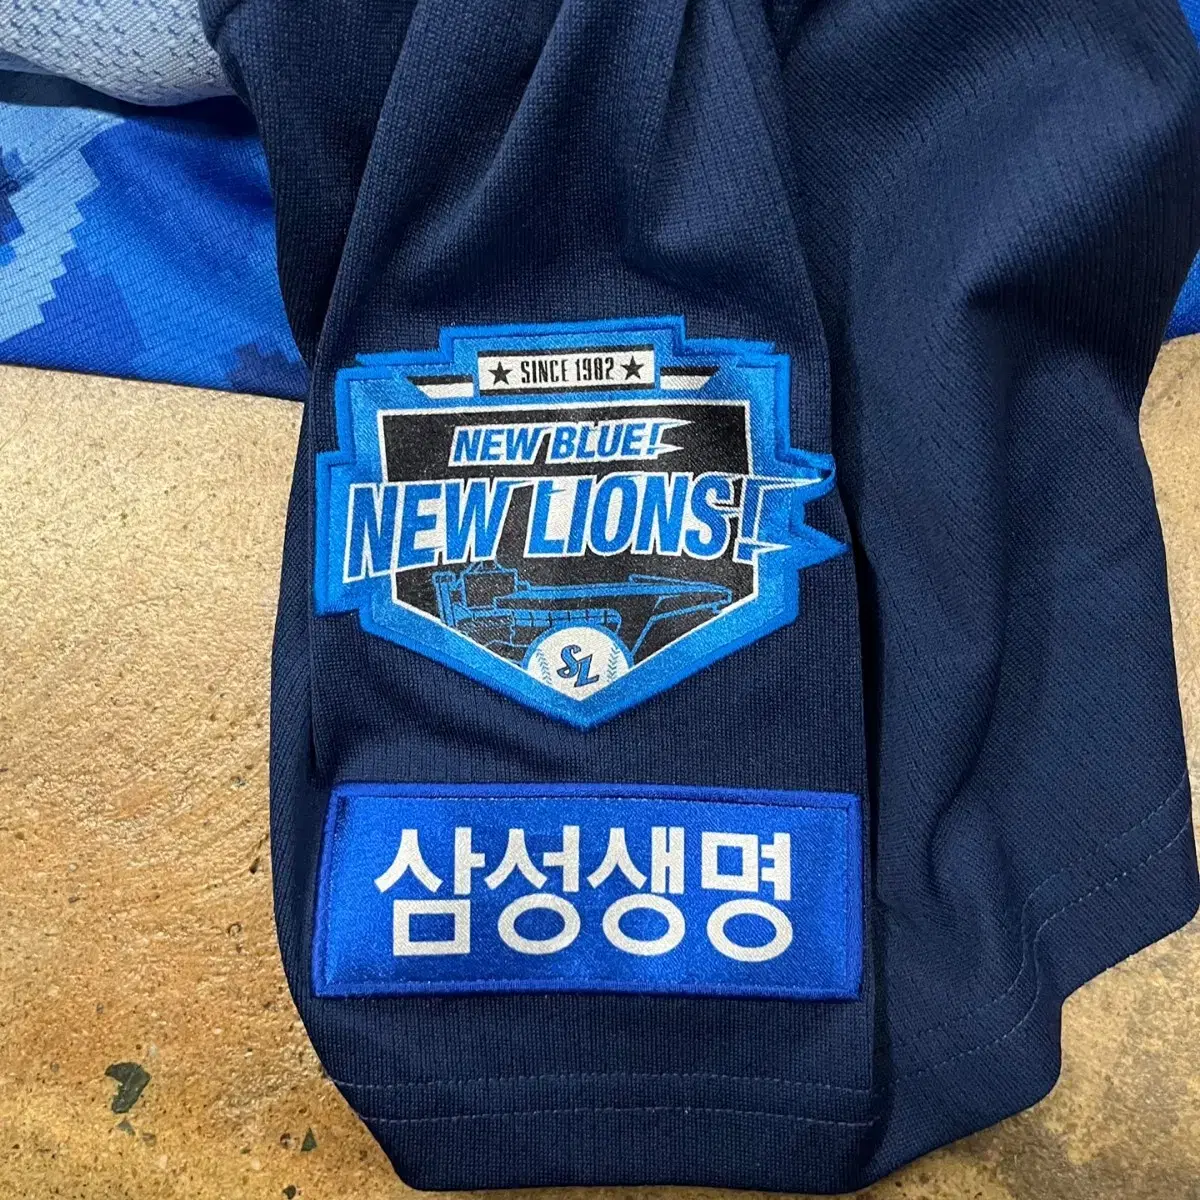 ★ SINCE 1982 ★
NEW BLUE!
NEW LIONS!
SL
삼성생명